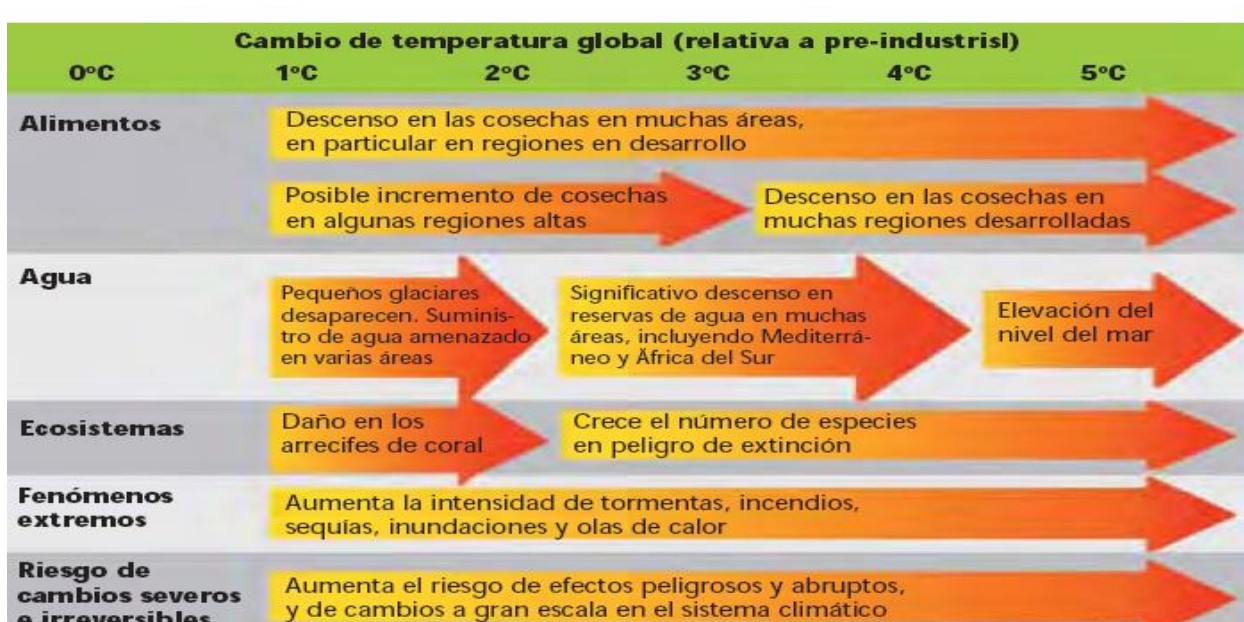 Cambio de temperatura global (relativa a pre-industrisl)
0ºC 1ºC 2ºC 3ºC 4ºC 5ºC
Alimentos
Descenso en las cosechas en muchas áreas,
en particular en regiones en desarrollo
Posible incremento de cosechas
en algunas regiones altas
Descenso en las cosechas en
muchas regiones desarrolladas
Agua
Pequeños glaciares
desaparecen. Suminis-
tro de agua amenazado
en varias áreas
Significativo descenso en
reservas de agua en muchas
áreas, incluyendo Mediterrá-
neo y Äfrica del Sur
Elevación del
nivel del mar
Ecosistemas
Daño en los
arrecifes de coral
Crece el número de especies
en peligro de extinción
Fenómenos
extremos
Aumenta la intensidad de tormentas, incendios,
sequías, inundaciones y olas de calor
Riesgo de
cambios severos
e irreversibles
Aumenta el riesgo de efectos peligrosos y abruptos,
y de cambios a gran escala en el sistema climático